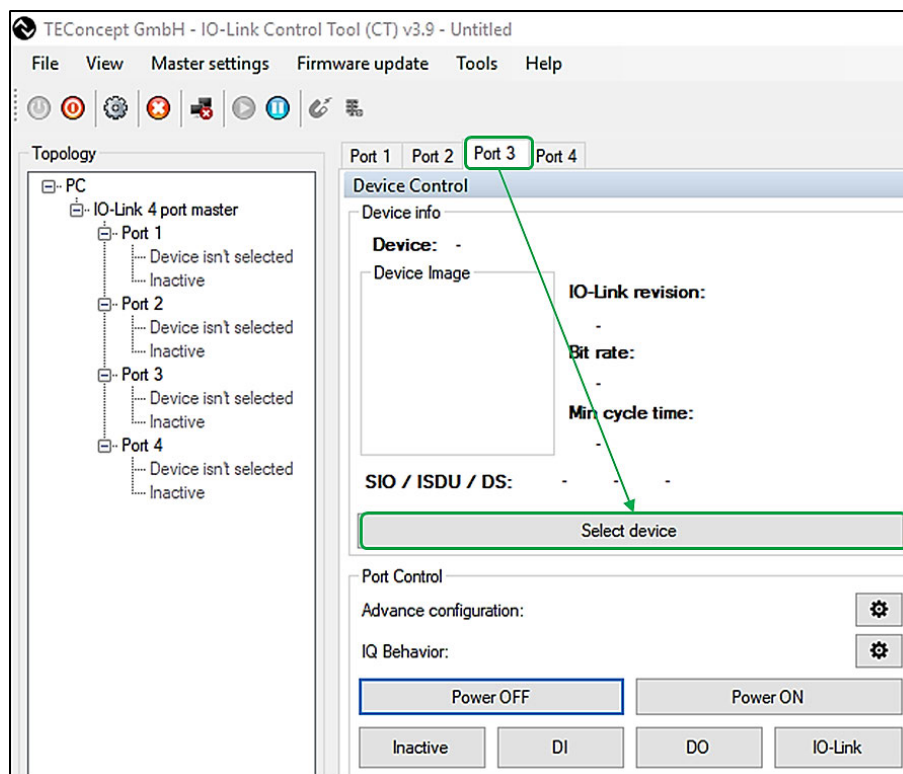 TEConcept GmbH - IO-Link Control Tool (CT) v3.9 - Untitled
File View Master settings Firmware update Tools Help
Topology
PC
IO-Link 4 port master
Port 1
Device isn't selected
Inactive
Port 2
Device isn't selected
Inactive
Port 3
Device isn't selected
Inactive
Port 4
Device isn't selected
Inactive
Port 1 Port 2 Port 3 Port 4
Device Control
Device info
Device: -
Device Image
IO-Link revision:
-
Bit rate:
-
Min cycle time:
-
SIO / ISDU / DS: - - -
Select device
Port Control
Advance configuration:
IQ Behavior:
Power OFF Power ON
Inactive DI DO IO-Link